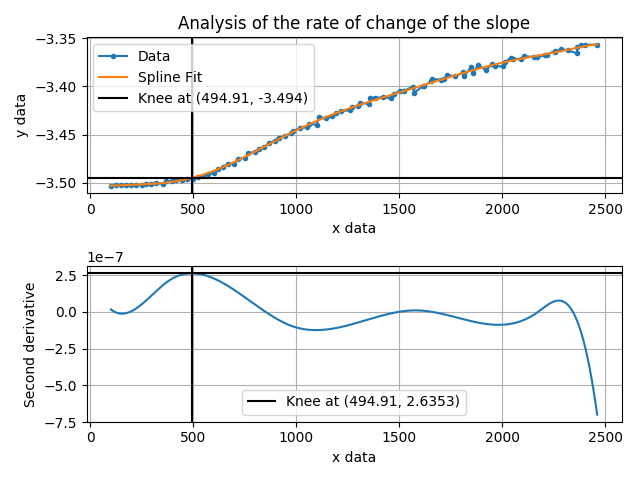 Analysis of the rate of change of the slope
−3.35
−3.40
−3.45
−3.50
y data
Data
Spline Fit
Knee at (494.91, -3.494)
0
500
1000
1500
2000
2500
x data
1e−7
2.5
0.0
−2.5
−5.0
−7.5
Second derivative
Knee at (494.91, 2.6353)
0
500
1000
1500
2000
2500
x data